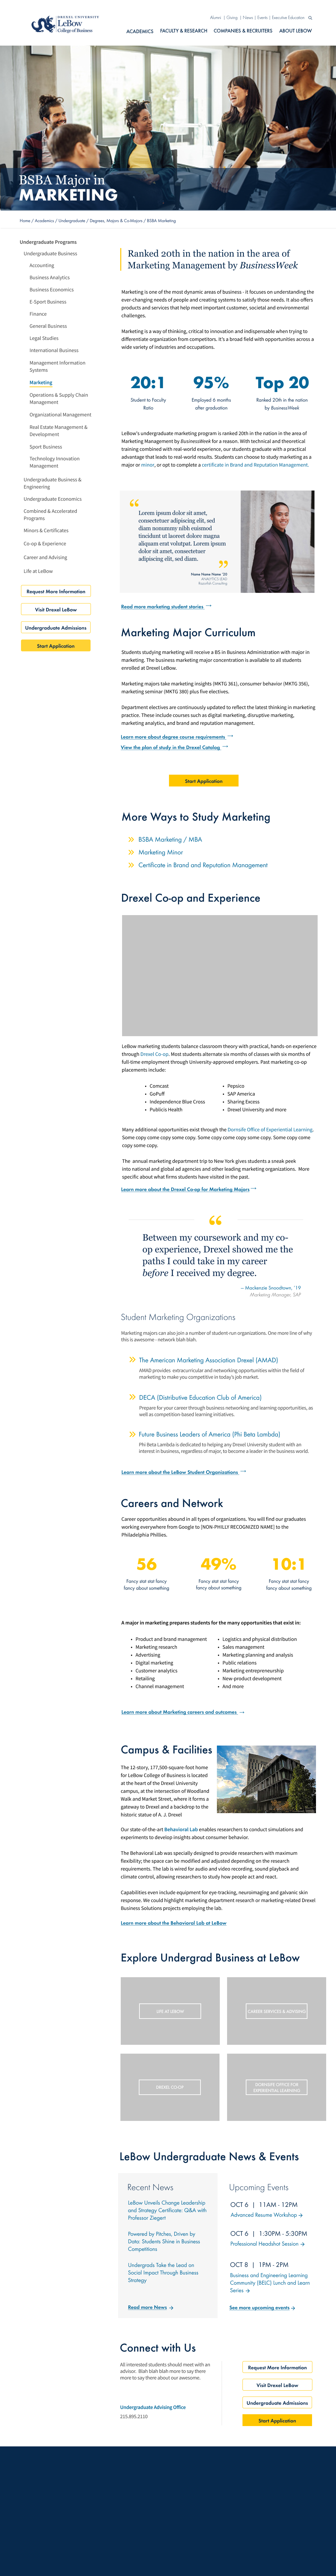 DREXEL UNIVERSITY
LeBow
College of Business
Alumni | Giving | News | Events | Executive Education
ACADEMICS FACULTY & RESEARCH COMPANIES & RECRUITERS ABOUT LEBOW
BSBA Major in
MARKETING
Home / Academics / Undergraduate / Degrees, Majors & Co-Majors / BSBA Marketing
Undergraduate Programs
Undergraduate Business
Accounting
Business Analytics
Business Economics
E-Sport Business
Finance
General Business
Legal Studies
International Business
Management Information
Systems
Marketing
Operations & Supply Chain
Management
Organizational Management
Real Estate Management &
Development
Sport Business
Technology Innovation
Management
Undergraduate Business &
Engineering
Undergraduate Economics
Combined & Accelerated
Programs
Minors & Certificates
Co-op & Experience
Career and Advising
Life at LeBow
Request More Information
Visit Drexel LeBow
Undergraduate Admissions
Start Application
Ranked 20th in the nation in the area of
Marketing Management by BusinessWeek
Marketing is one of the most dynamic areas of business - it focuses on understanding the
ever-changing needs of people and creating systems to satisfy those needs. It also offers
products and services that help meet important customer, societal and environmental
challenges.
Marketing is a way of thinking, critical to innovation and indispensable when trying to
differentiate an organization from its competitors. It's a broad field with appeal across a
wide variety of industries and occupations.
20:1
Student to Faculty
Ratio
95%
Employed 6 months
after graduation
Top 20
Ranked 20th in the nation
by BusinessWeek
LeBow's undergraduate marketing program is ranked 20th in the nation in the area of
Marketing Management by BusinessWeek and combines theoretical and technical
marketing training with real-world experience to prepare you for success in today's
digital marketplace. Students can choose to study marketing as a
major or minor, or opt to complete a certificate in Brand and Reputation Management.
Lorem ipsum dolor sit amet,
consectetuer adipiscing elit, sed
diam nonummy nibh euismod
tincidunt ut laoreet dolore magna
aliquam erat volutpat. Lorem ipsum
dolor sit amet, consectetuer
adipiscing elit, sed diam.
Name Name Name '20
Read more marketing student stories
Marketing Major Curriculum
Students studying marketing will receive a BS in Business Administration with major in
marketing. The business marketing major concentration is available to all students
enrolled at Drexel LeBow.
Marketing majors take marketing insights (MKTG 361), consumer behavior (MKTG 356),
marketing seminar (MKTG 380) plus five electives.
Department electives are continuously updated to reflect the latest thinking in marketing
practice. These include courses such as digital marketing, disruptive marketing,
marketing analytics, and brand and reputation management.
Learn more about degree course requirements
View the plan of study in the Drexel Catalog
Start Application
More Ways to Study Marketing
BSBA Marketing / MBA
Marketing Minor
Certificate in Brand and Reputation Management
Drexel Co-op and Experience
LeBow marketing students balance classroom theory with practical, hands-on experience
through Drexel Co-op. Most students alternate six months of classes with six months of
full-time employment through University-approved employers. Past marketing co-op
placements include:
• Comcast
• GoPuff
• Independence Blue Cross
• Publicis Health
• Pepsico
• SAP America
• Sharing Excess
• Drexel University and more
Many additional opportunities exist through the Dornsife Office of Experiential Learning.
Some copy come some copy come. Some copy come copy some come. Some copy come
copy some copy.
The annual marketing department trip to New York gives students a sneak peek
into national and global ad agencies and other leading marketing organizations. More
specific about what firms students have visited in the past.
Learn more about the Drexel Co-op for Marketing Majors
Between my coursework and my co-
op experience, Drexel showed me the
paths I could take in my career
before I received my degree.
– Mackenzie Smoothom, '19
Marketing Manager, SAP
Student Marketing Organizations
Marketing majors can also join a number of student-run organizations. One more line of why
this is awesome - network blah blah.
The American Marketing Association Drexel (AMAD)
AMAD provides, extracurricular and networking opportunities within the field of
marketing to make you competitive in today's job market.
DECA (Distributive Education Club of America)
Prepare for your career through business networking and learning opportunities, as
well as competition based learning initiatives.
Future Business Leaders of America (Phi Beta Lambda)
Phi Beta Lambda is dedicated to helping any Drexel University student with an
interest in business, regardless of major, to become a leader in the business world.
Learn more about the LeBow Student Organizations
Careers and Network
Career opportunities abound in all types of organizations. You will find our graduates
working everywhere from Google to [NON-PHILLY RECOGNIZED NAME] to the
Philadelphia Phillies.
56
Fancy stat stat fancy
fancy about something
49%
Fancy stat stat fancy
fancy about something
10:1
Fancy stat stat fancy
fancy about something
A major in marketing prepares students for the many opportunities that exist in:
• Product and brand management
• Marketing research
• Advertising
• Digital marketing
• Customer analytics
• Retailing
• Channel management
• Logistics and physical distribution
• Sales management
• Marketing planning and analysis
• Public relations
• Marketing entrepreneurship
• New product development
• And more
Learn more about Marketing careers and outcomes
Campus & Facilities
The 12-story, 177,500-square-foot home
for LeBow College of Business is located
at the heart of the Drexel University
campus, at the intersection of Woodland
Walk and Market Street, where it forms a
gateway to Drexel and a backdrop to the
historic statue of A. J. Drexel
Our state-of-the-art Behavioral Lab enables researchers to conduct simulations and
experiments to develop insights about consumer behavior.
The Behavioral Lab was specially designed to provide researchers with maximum
flexibility; the space can be modified and adjusted depending on the research
requirements. The lab is wired for audio and video recording, sound playback and
climate control, allowing researchers to study how people act and react.
Capabilities even include equipment for eye-tracking, neuroimaging and galvanic skin
response. We could highlight marketing department research or marketing-related Drexel
Business Solutions projects employing the lab.
Learn more about the Behavioral Lab at LeBow
Explore Undergrad Business at LeBow
LIFE AT LEBOW
CAREER SERVICES & ADVISING
DREXEL CO-OP
DORNSIFE OFFICE FOR
EXPERIENTIAL LEARNING
LeBow Undergraduate News & Events
Recent News
LeBow Unveils Change Leadership
and Strategy Certificate: Q&A with
Professor Ziegert
Powered by Pitches, Driven by
Data: Students Shine in Business
Competitions
Undergrads Take the Lead on
Social Impact Through Business
Strategy
Read more News
Upcoming Events
OCT 6 | 11AM - 12PM
Advanced Resume Workshop
OCT 6 | 1:30PM - 5:30PM
Professional Headshot Session
OCT 8 | 1PM - 2PM
Business and Engineering Learning
Community (BELC) Lunch and Learn
Series
See more upcoming events
Connect with Us
All interested students should meet with an
advisor. Blah blah blah more to say there
more to say there about our awesome.
Undergraduate Advising Office
215.895.2110
Request More Information
Visit Drexel LeBow
Undergraduate Admissions
Start Application